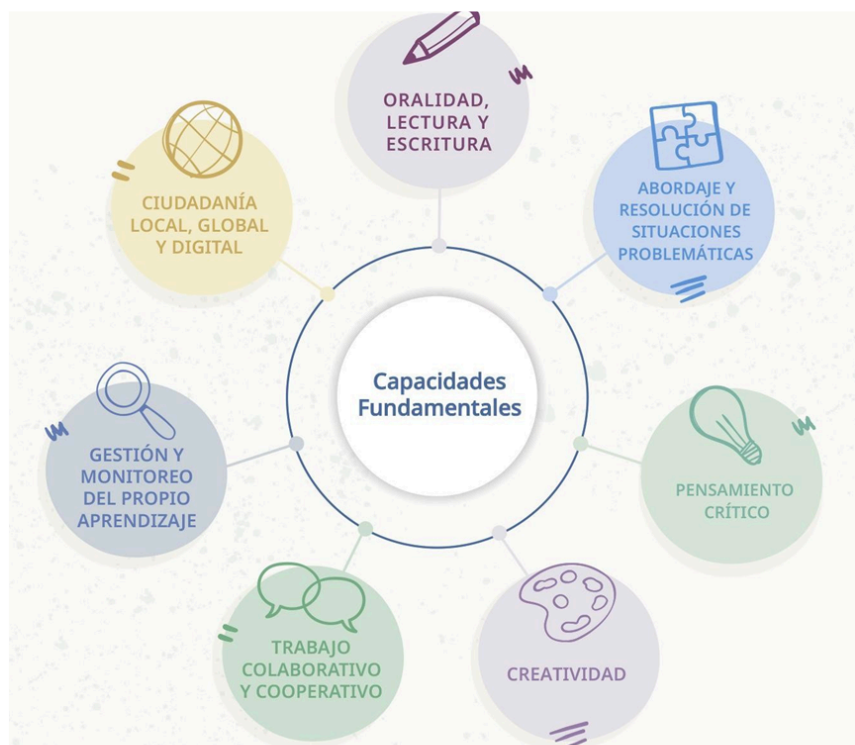 ORALIDAD,
LECTURA Y
ESCRITURA
ABORDAJE Y
RESOLUCIÓN DE
SITUACIONES
PROBLEMÁTICAS
PENSAMIENTO
CRÍTICO
CREATIVIDAD
TRABAJO
COLABORATIVO
Y COOPERATIVO
GESTIÓN Y
MONITOREO
DEL PROPIO
APRENDIZAJE
CIUDADANÍA
LOCAL, GLOBAL
Y DIGITAL
Capacidades
Fundamentales